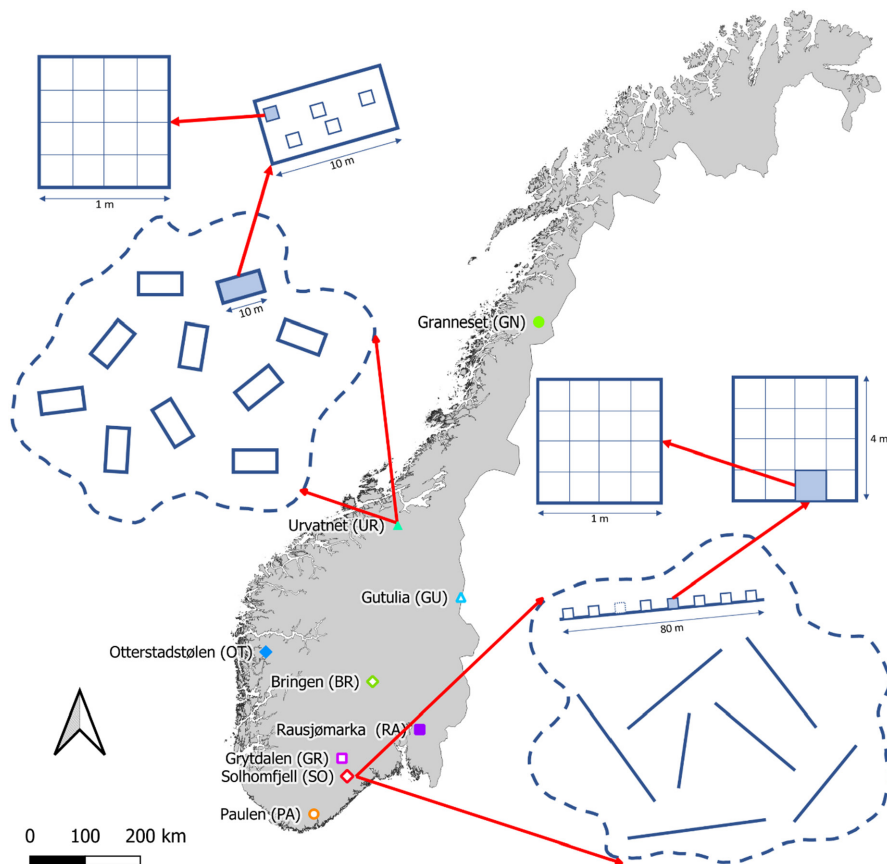 10 m
1 m
10 m
Granneset (GN)
4 m
1 m
Urvatnet (UR)
Gutulia (GU)
80 m
Otterstadstølen (OT)
Bringen (BR)
Rausjømarka (RA)
Grytdalen (GR)
Solhomfjell (SO)
Paulen (PA)
0 100 200 km